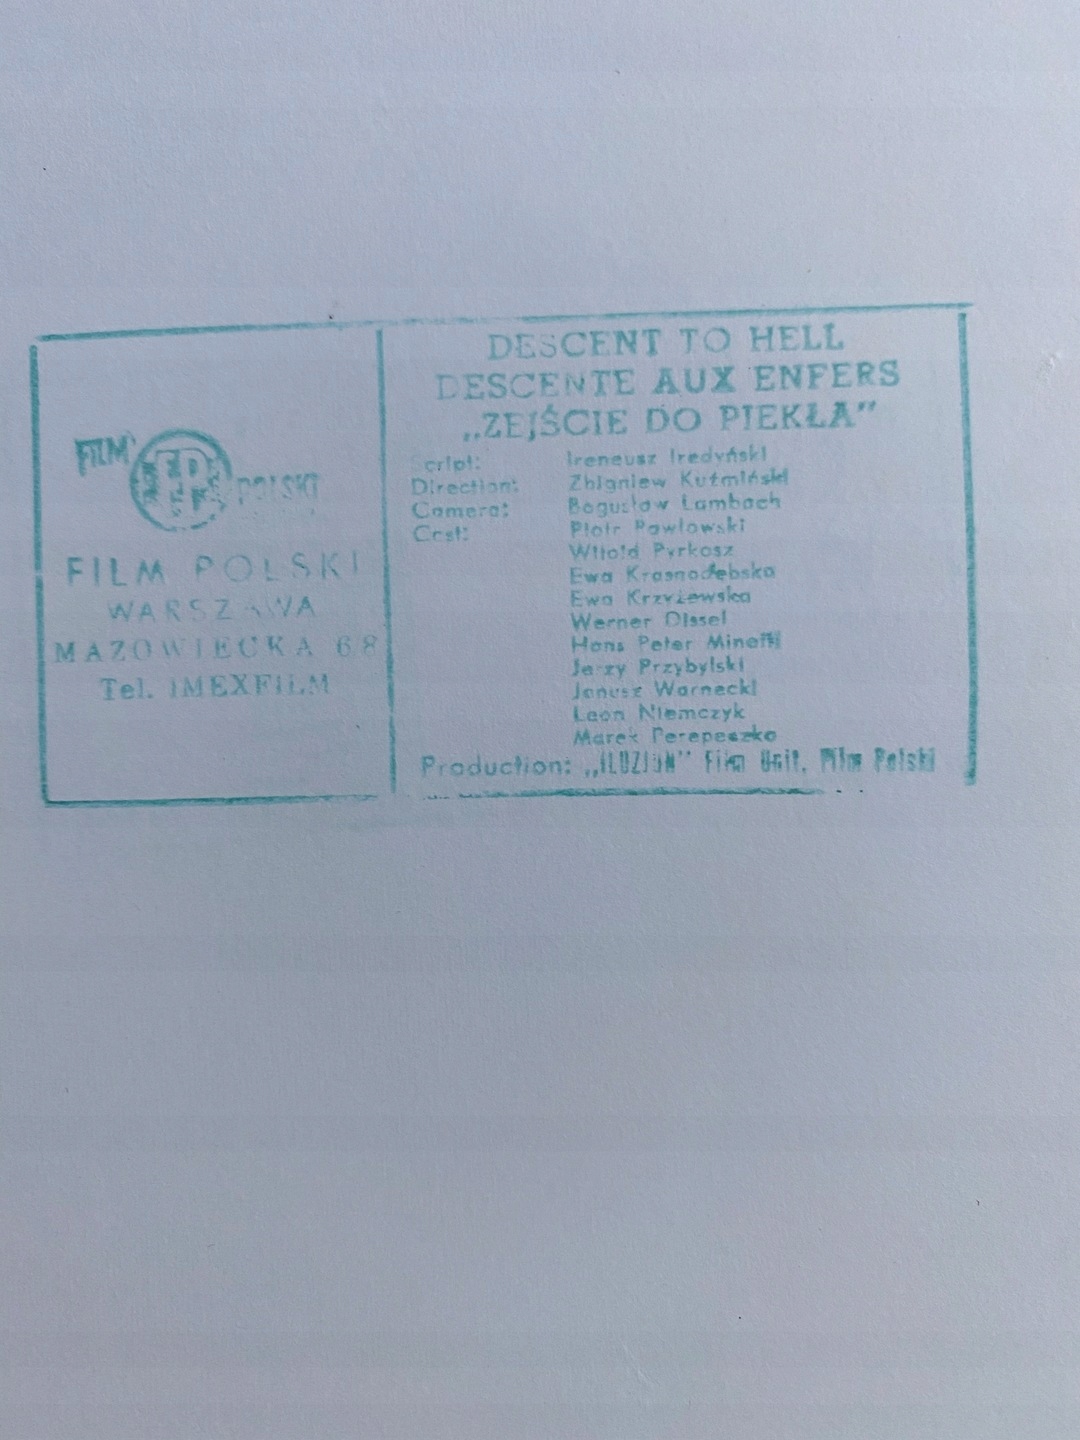 FILM FP POLSKI
FILM POLSKI
WARSZAWA
MAZOWIECKA 6/8
Tel. IMEXFILM
DESCENT TO HELL
DESCENTE AUX ENFERS
„ZEJŚCIE DO PIEKŁA”
Script: Ireneusz Iredyński
Direction: Zbigniew Kuźmiński
Camera: Bogusław Lambach
Cast: Piotr Pawłowski
Witold Pyrkosz
Ewa Krasnodębska
Ewa Krzyżewska
Werner Dissel
Hans Peter Minetti
Jerzy Przybylski
Janusz Warnecki
Leon Niemczyk
Marek Perepeczko
Production: „ILUZJON” Film Unit, Film Polski